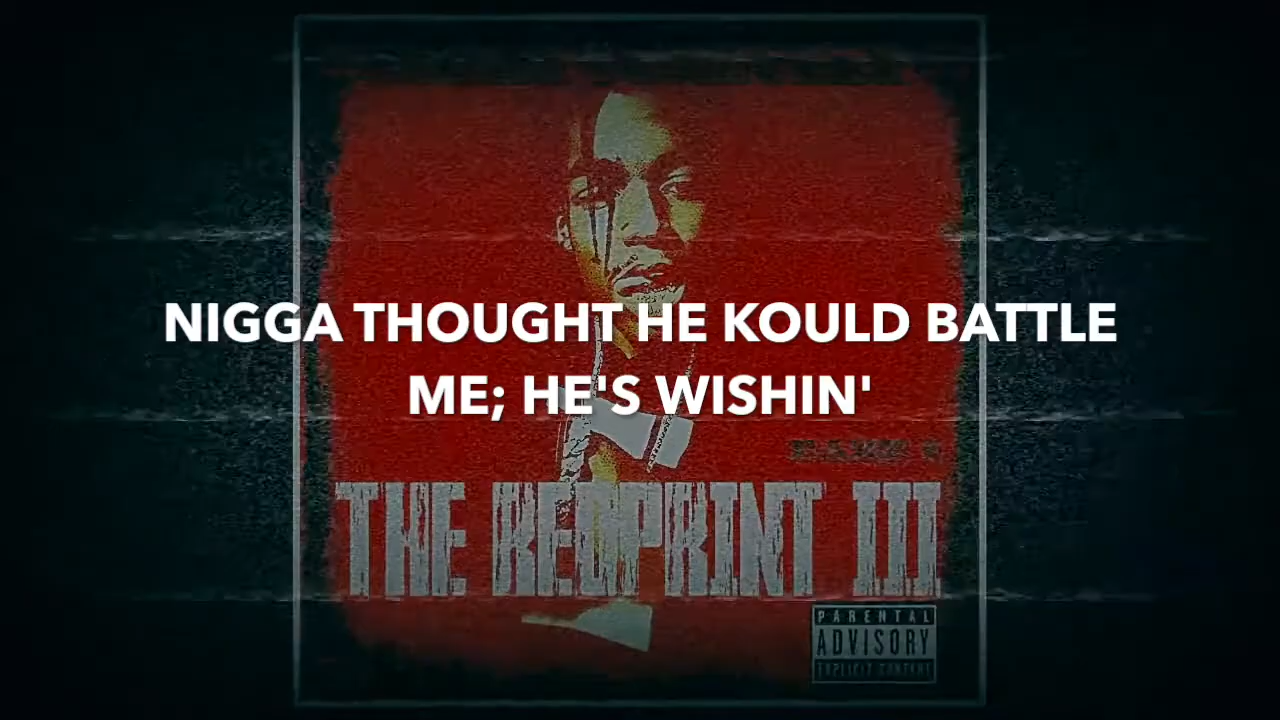 NIGGA THOUGHT HE KOULD BATTLE
ME; HE'S WISHIN'
THE REDPRINT III
PARENTAL
ADVISORY
EXPLICIT CONTENT